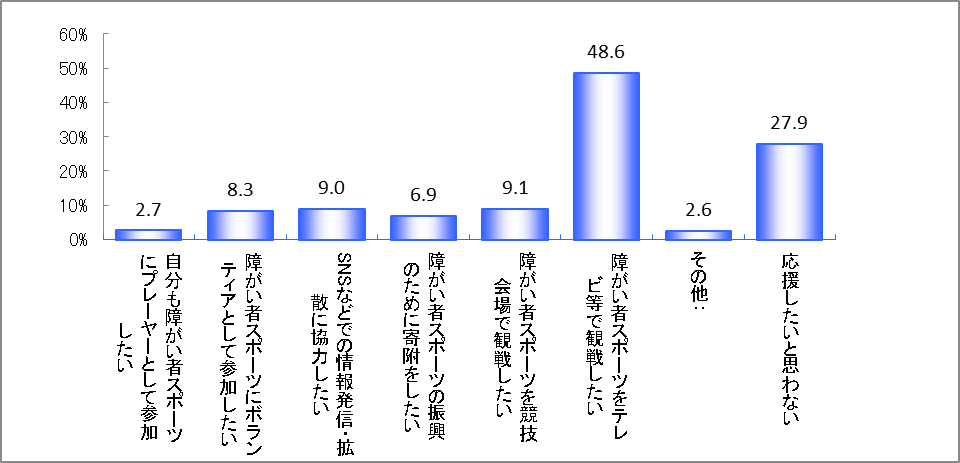 60%
50%
40%
30%
20%
10%
0%
2.7
8.3
9.0
6.9
9.1
48.6
2.6
27.9
自分も障がい者スポーツ
にプレーヤーとして参加
したい
障がい者スポーツにボラン
ティアとして参加したい
SNSなどでの情報発信・拡
散に協力したい
障がい者スポーツの振興
のために寄附をしたい
障がい者スポーツを競技
会場で観戦したい
障がい者スポーツをテレ
ビ等で観戦したい
その他:
応援したいと思わない